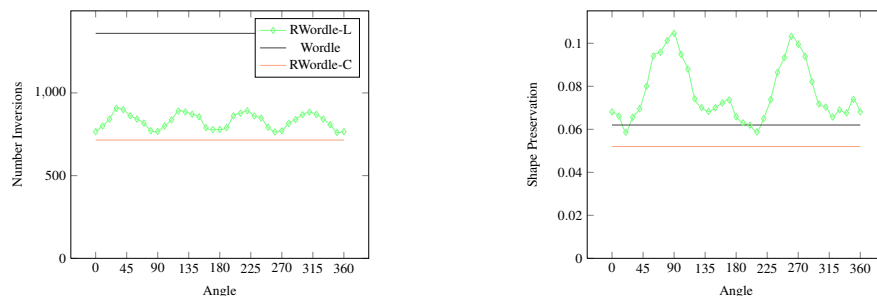 Number Inversions
1,000
500
0
0 45 90 135 180 225 270 315 360
Angle
RWordle-L
Wordle
RWordle-C
Shape Preservation
0.1
0.08
0.06
0.04
0.02
0
0 45 90 135 180 225 270 315 360
Angle